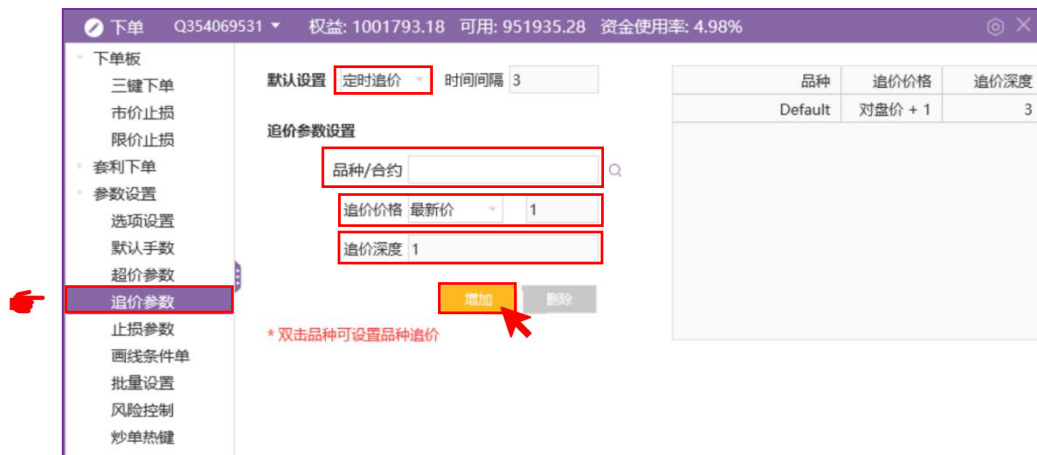 下单 Q354069531 权益: 1001793.18 可用: 951935.28 资金使用率: 4.98%
下单板
三键下单
市价止损
限价止损
套利下单
参数设置
选项设置
默认手数
超价参数
追价参数
止损参数
画线条件单
批量设置
风险控制
炒单热键
默认设置 定时追价 时间间隔 3
追价参数设置
品种/合约
追价价格 最新价 1
追价深度 1
增加 删除
* 双击品种可设置品种追价
品种 追价价格 追价深度
Default 对盘价 + 1 3